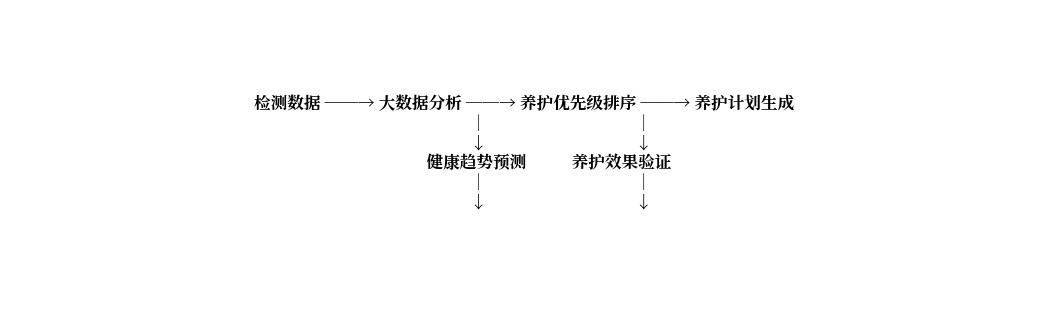 检测数据 ——→ 大数据分析 ——→ 养护优先级排序 ——→ 养护计划生成
│ │
↓ ↓
健康趋势预测 养护效果验证
│ │
↓ ↓